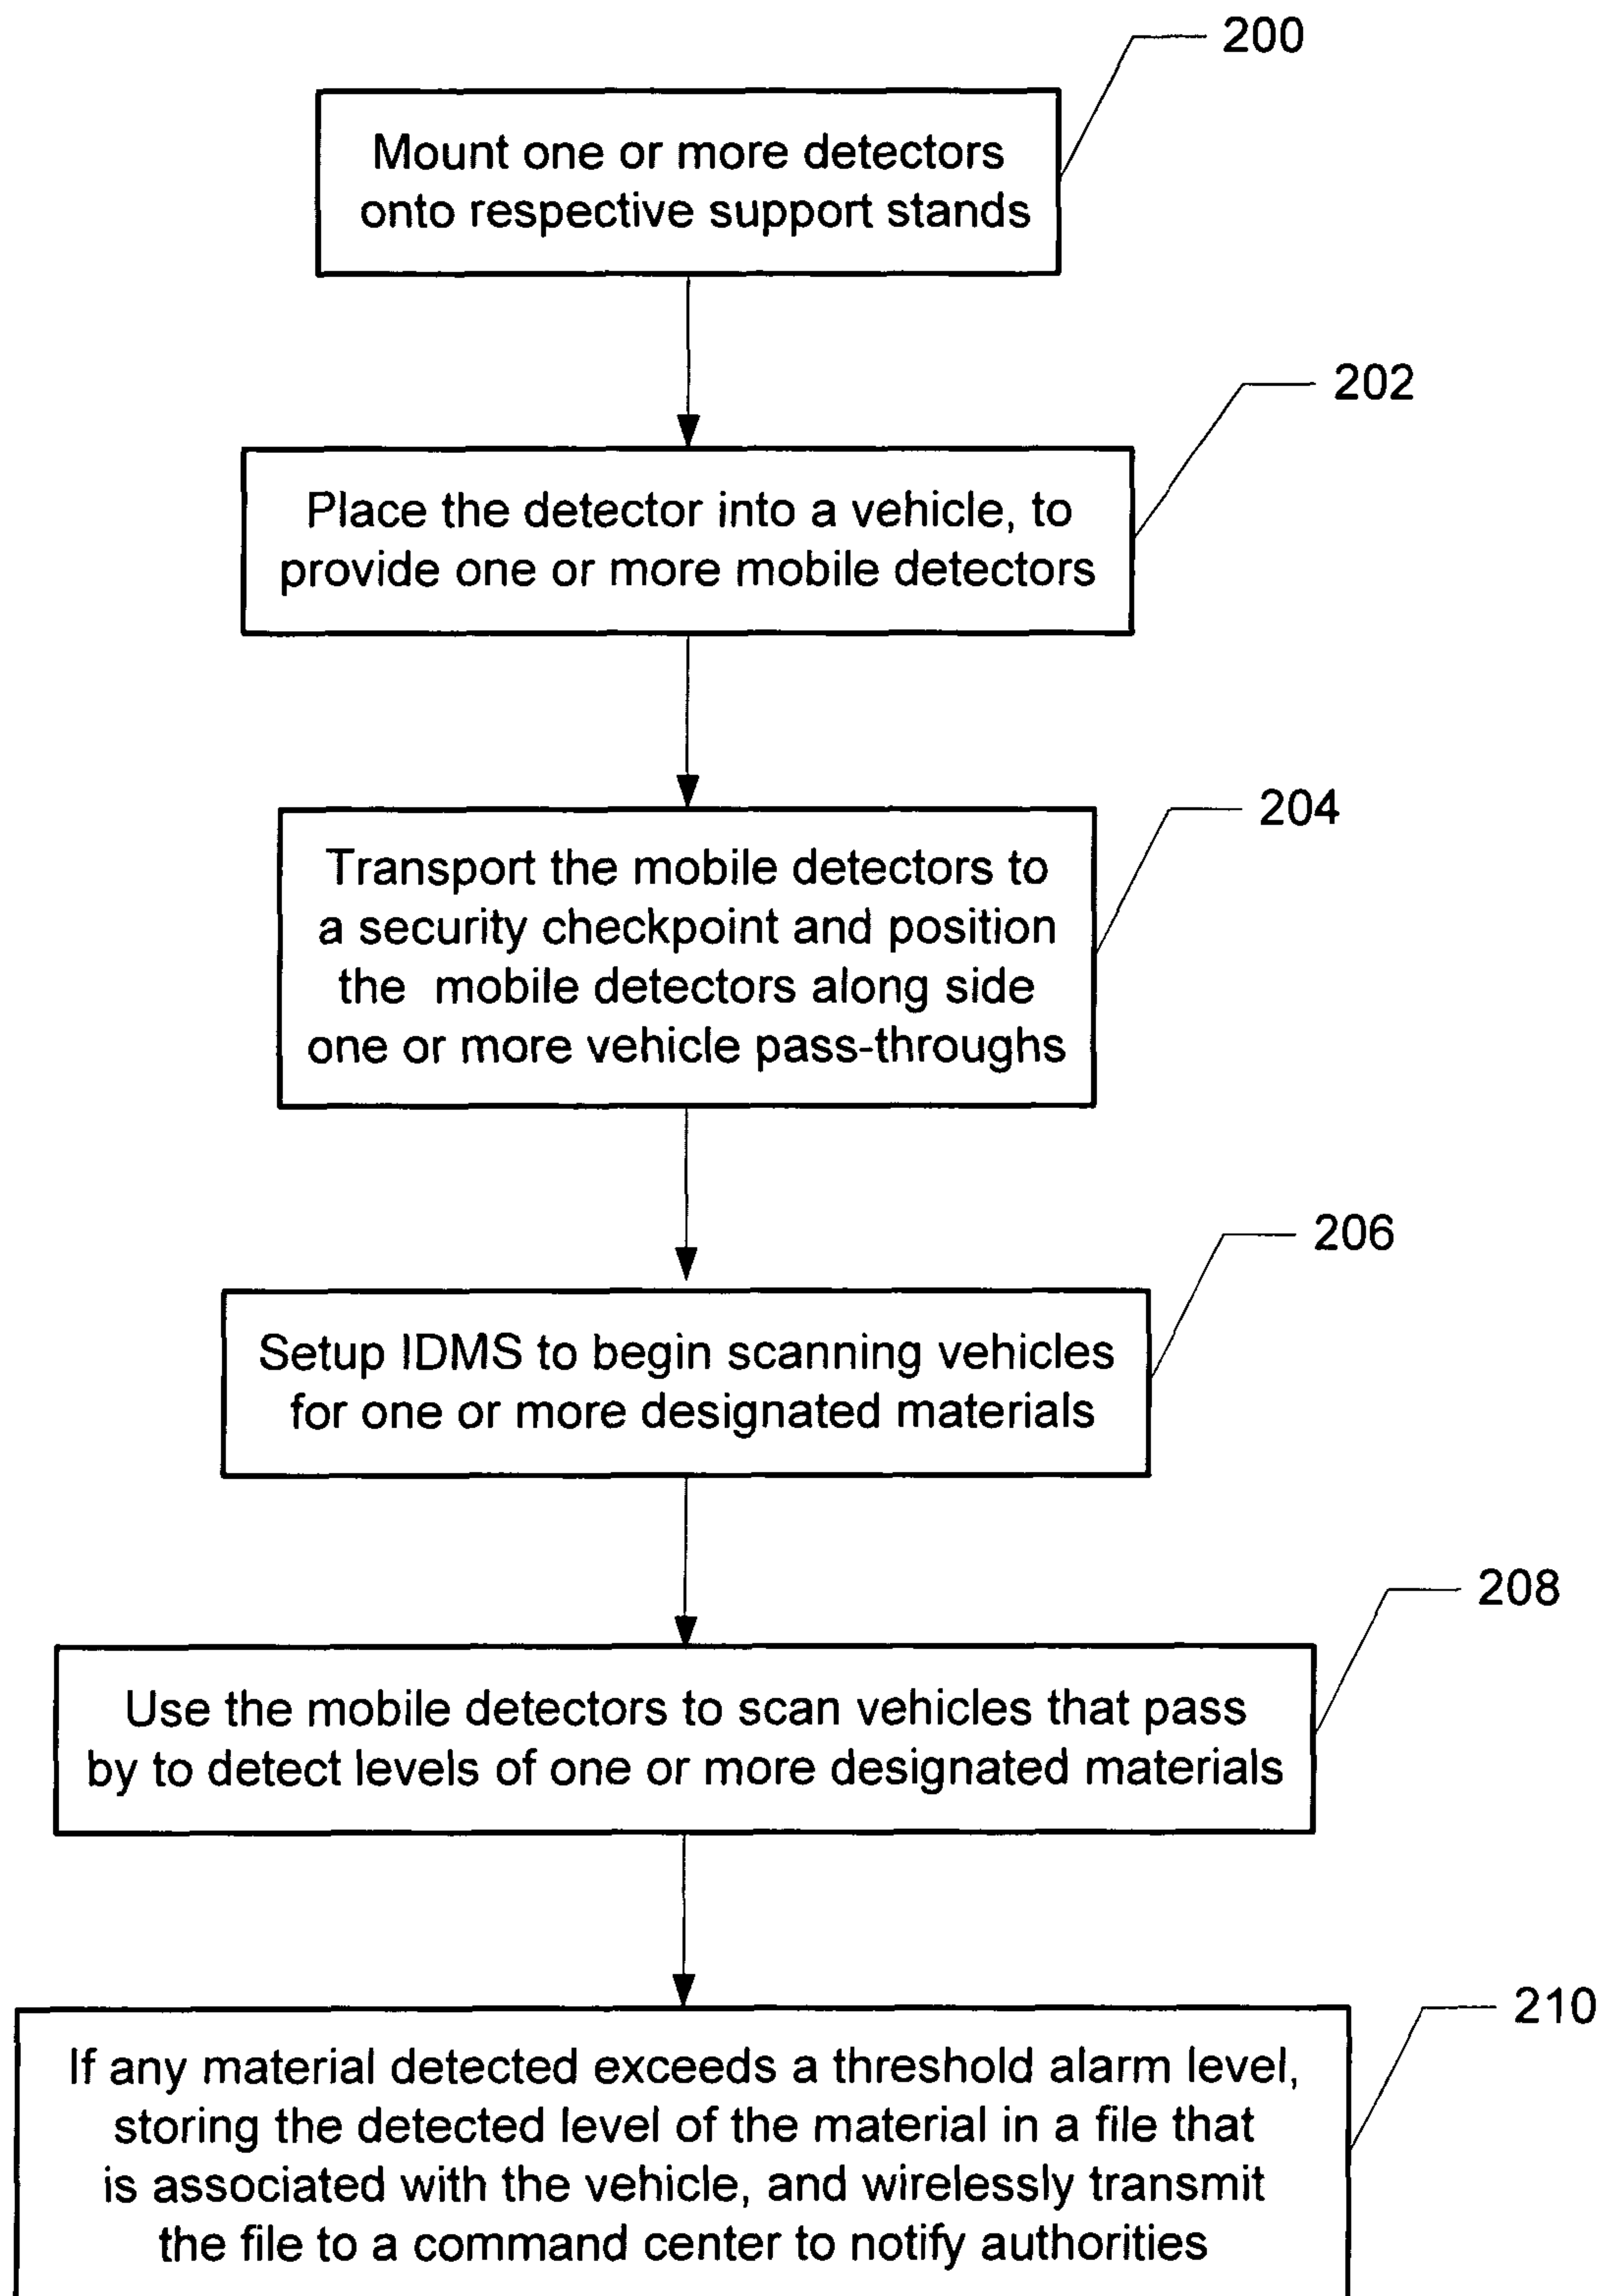 200
Mount one or more detectors
onto respective support stands
202
Place the detector into a vehicle, to
provide one or more mobile detectors
204
Transport the mobile detectors to
a security checkpoint and position
the mobile detectors along side
one or more vehicle pass-throughs
206
Setup IDMS to begin scanning vehicles
for one or more designated materials
208
Use the mobile detectors to scan vehicles that pass
by to detect levels of one or more designated materials
210
If any material detected exceeds a threshold alarm level,
storing the detected level of the material in a file that
is associated with the vehicle, and wirelessly transmit
the file to a command center to notify authorities